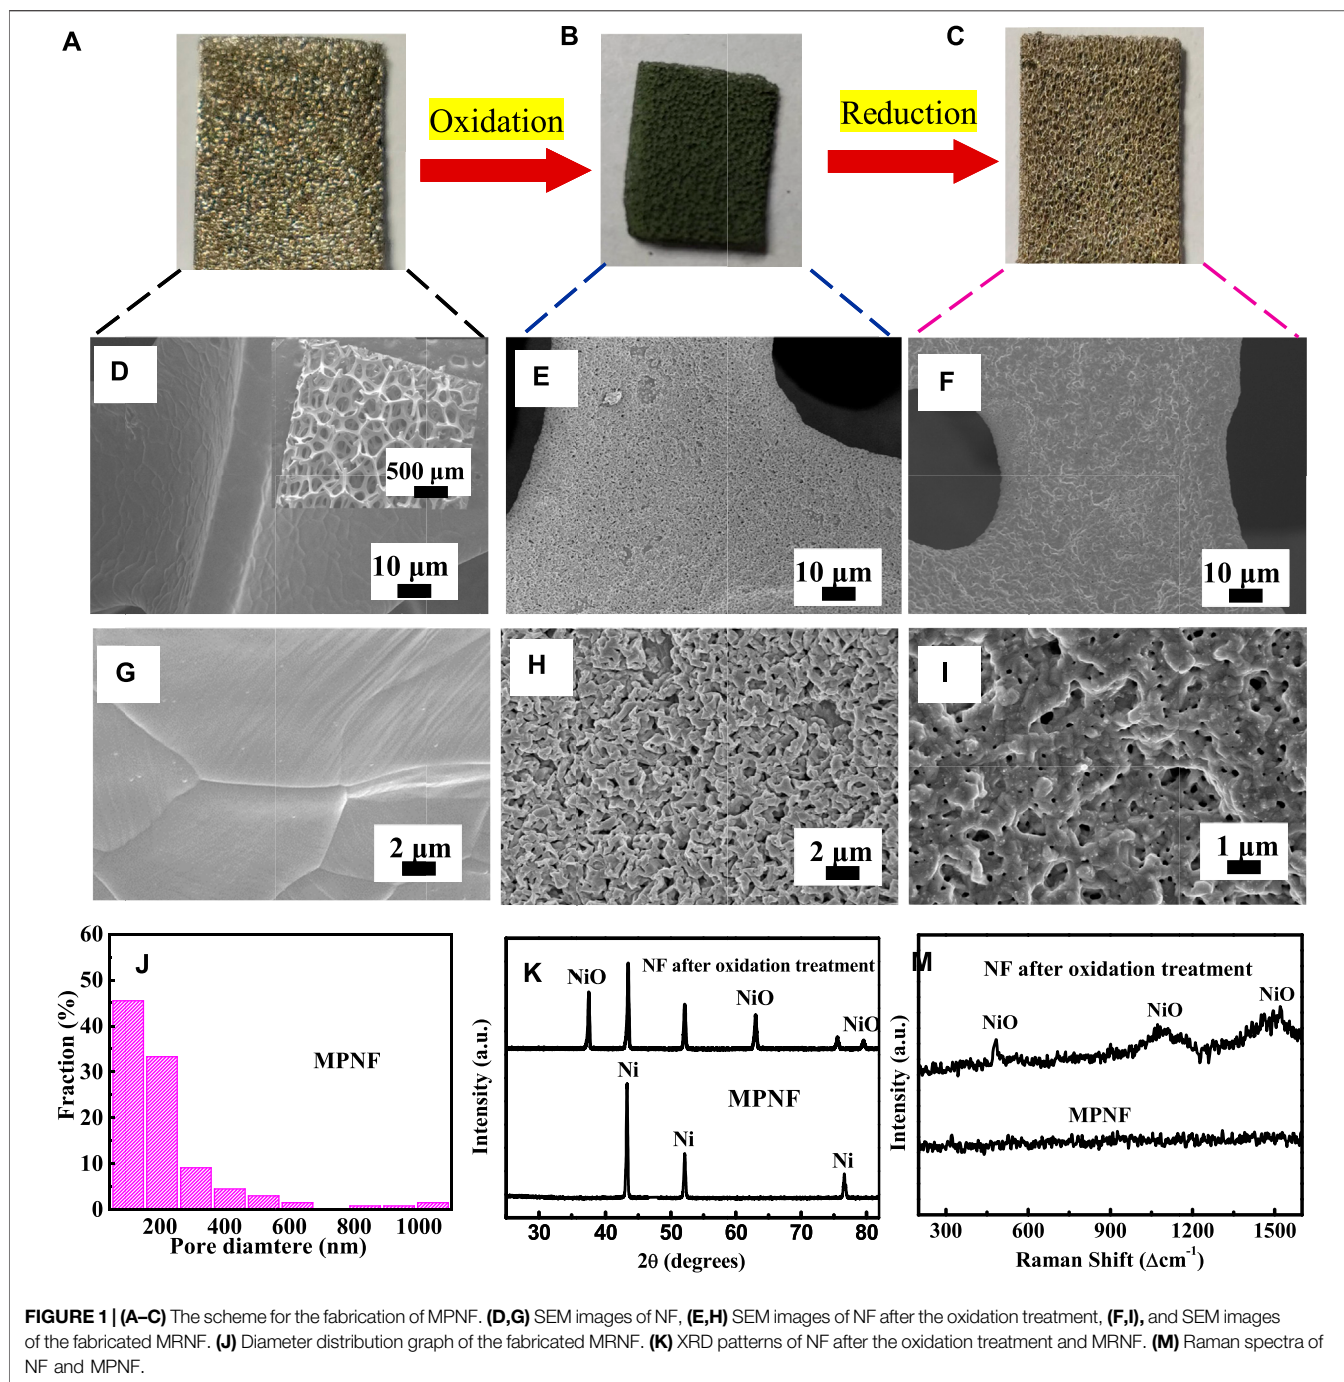 A
B
C
Oxidation
Reduction
D
500 µm
10 µm
E
10 µm
F
10 µm
G
2 µm
H
2 µm
I
1 µm
J
60
50
40
30
20
10
0
Fraction (%)
MPNF
200 400 600 800 1000
Pore diamtere (nm)
K
NF after oxidation treatment
NiO
NiO
NiO
Ni
MPNF
Ni
Ni
Intensity (a.u.)
30 40 50 60 70 80
2θ (degrees)
M
NF after oxidation treatment
NiO
NiO
NiO
MPNF
Intensity (a.u.)
300 600 900 1200 1500
Raman Shift (Δcm⁻¹)
FIGURE 1 | (A–C) The scheme for the fabrication of MPNF. (D,G) SEM images of NF, (E,H) SEM images of NF after the oxidation treatment, (F,I), and SEM images
of the fabricated MRNF. (J) Diameter distribution graph of the fabricated MRNF. (K) XRD patterns of NF after the oxidation treatment and MRNF. (M) Raman spectra of
NF and MPNF.